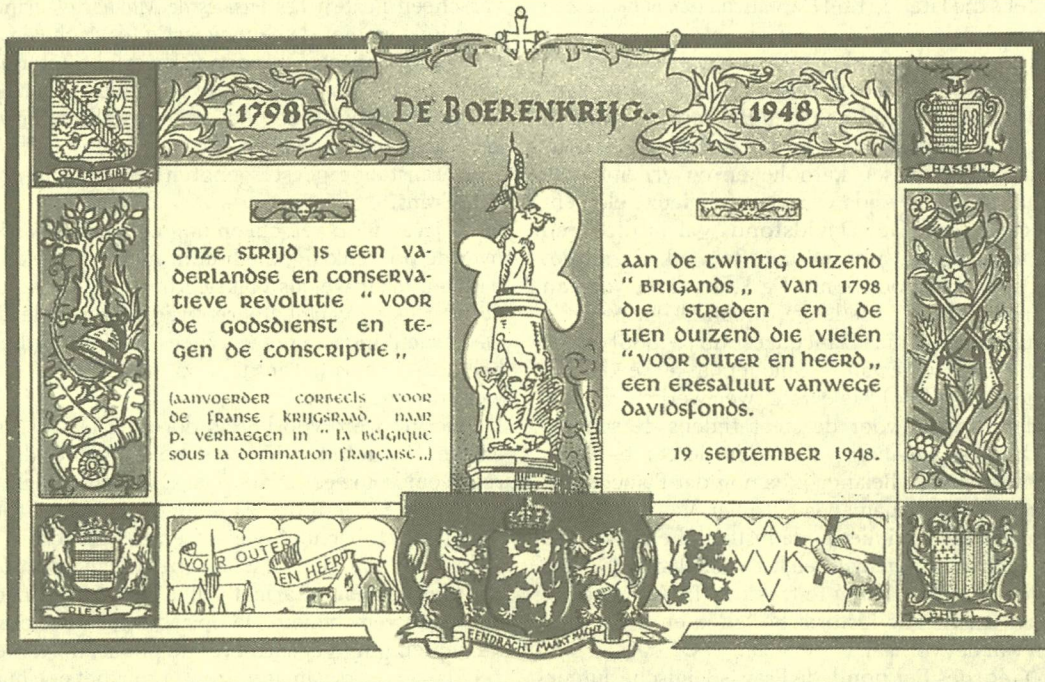 1798
DE BOERENKRIJG..
1948
OVERMEIRE
HASSELT
ONZE STRIJD IS EEN VA-
DERLANDSE EN CONSERVA-
TIEVE REVOLUTIE “ VOOR
DE GODSDIENST EN TE-
GEN DE CONSCRIPTIE „
(AANVOERDER CORBEELS VOOR
DE FRANSE KRIJGSRAAD, NAAR
P. VERHAEGEN IN “ LA BELGIQUE
SOUS LA DOMINATION FRANÇAISE „)
AAN DE TWINTIG DUIZEND
“ BRIGANDS „ VAN 1798
DIE STREDEN EN DE
TIEN DUIZEND DIE VIELEN
“ VOOR OUTER EN HEERD „
EEN ERESALUUT VANWEGE
DAVIDSFONDS.
19 SEPTEMBER 1948.
VOOR OUTER
EN HEERD
A
VVK
V
DIEST
EENDRACHT MAAKT MACHT